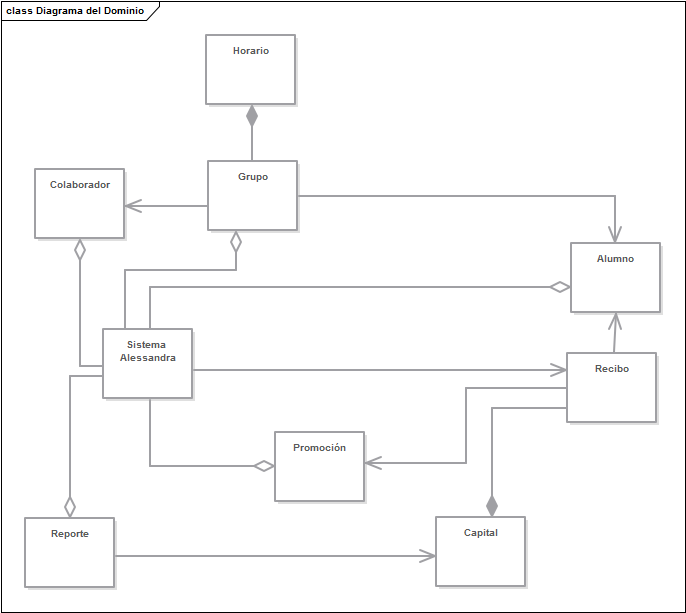 class Diagrama del Dominio
Horario
Colaborador
Grupo
Alumno
Sistema
Alessandra
Recibo
Promoción
Reporte
Capital